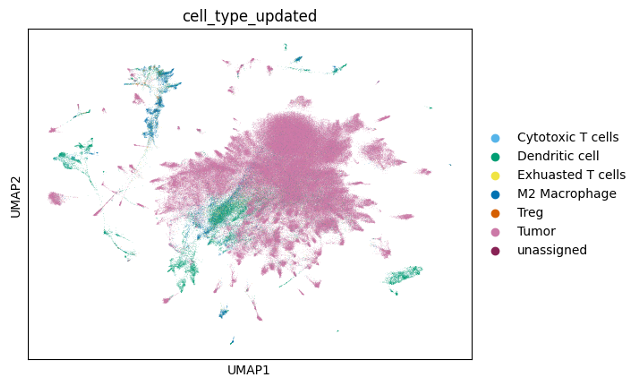 cell_type_updated
UMAP2
UMAP1
Cytotoxic T cells
Dendritic cell
Exhuasted T cells
M2 Macrophage
Treg
Tumor
unassigned